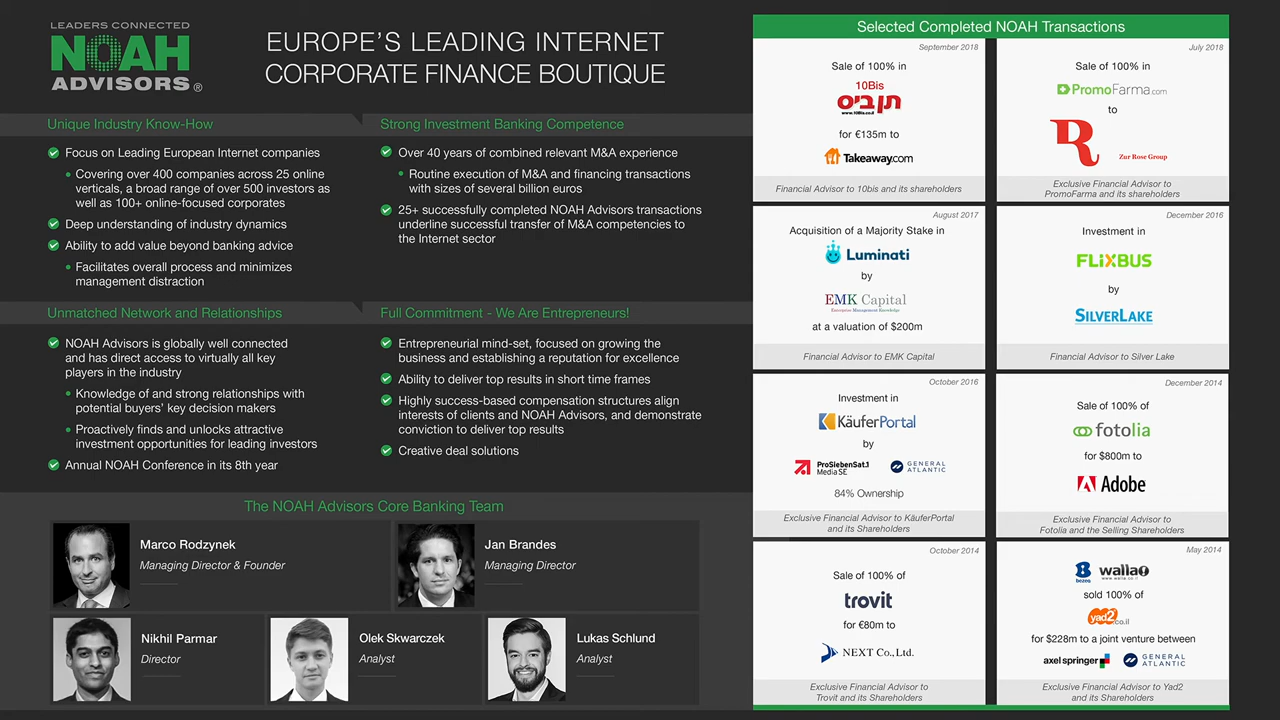 LEADERS CONNECTED
NOAH
ADVISORS®
EUROPE'S LEADING INTERNET
CORPORATE FINANCE BOUTIQUE
Unique Industry Know-How
Focus on Leading European Internet companies
Covering over 400 companies across 25 online
verticals, a broad range of over 500 investors as
well as 100+ online-focused corporates
Deep understanding of industry dynamics
Ability to add value beyond banking advice
Facilitates overall process and minimizes
management distraction
Strong Investment Banking Competence
Over 40 years of combined relevant M&A experience
Routine execution of M&A and financing transactions
with sizes of several billion euros
25+ successfully completed NOAH Advisors transactions
underline successful transfer of M&A competencies to
the Internet sector
Unmatched Network and Relationships
NOAH Advisors is globally well connected
and has direct access to virtually all key
players in the industry
Knowledge of and strong relationships with
potential buyers' key decision makers
Proactively finds and unlocks attractive
investment opportunities for leading investors
Annual NOAH Conference in its 8th year
Full Commitment - We Are Entrepreneurs!
Entrepreneurial mind-set, focused on growing the
business and establishing a reputation for excellence
Ability to deliver top results in short time frames
Highly success-based compensation structures align
interests of clients and NOAH Advisors, and demonstrate
conviction to deliver top results
Creative deal solutions
The NOAH Advisors Core Banking Team
Marco Rodzynek
Managing Director & Founder
Jan Brandes
Managing Director
Nikhil Parmar
Director
Olek Skwarczek
Analyst
Lukas Schlund
Analyst
Selected Completed NOAH Transactions
September 2018
Sale of 100% in
10Bis
תן ביס
www.10Bis.co.il
for €135m to
Takeaway.com
Financial Advisor to 10bis and its shareholders
July 2018
Sale of 100% in
PromoFarma.com
to
R
Zur Rose Group
Exclusive Financial Advisor to
PromoFarma and its shareholders
August 2017
Acquisition of a Majority Stake in
Luminati
by
EMK Capital
Entrepreneurs Management Knowledge
at a valuation of $200m
Financial Advisor to EMK Capital
December 2016
Investment in
FLiXBUS
by
SILVERLAKE
Financial Advisor to Silver Lake
October 2016
Investment in
KäuferPortal
by
ProSiebenSat.1
Media SE
GENERAL
ATLANTIC
84% Ownership
Exclusive Financial Advisor to KäuferPortal
and its Shareholders
December 2014
Sale of 100% of
fotolia
for $800m to
Adobe
Exclusive Financial Advisor to
Fotolia and the Selling Shareholders
October 2014
Sale of 100% of
trovit
for €80m to
NEXT Co., Ltd.
Exclusive Financial Advisor to
Trovit and its Shareholders
May 2014
bezeq
walla!
www.walla.co.il
sold 100% of
yad2.co.il
for $228m to a joint venture between
axel springer
GENERAL
ATLANTIC
Exclusive Financial Advisor to Yad2
and its Shareholders